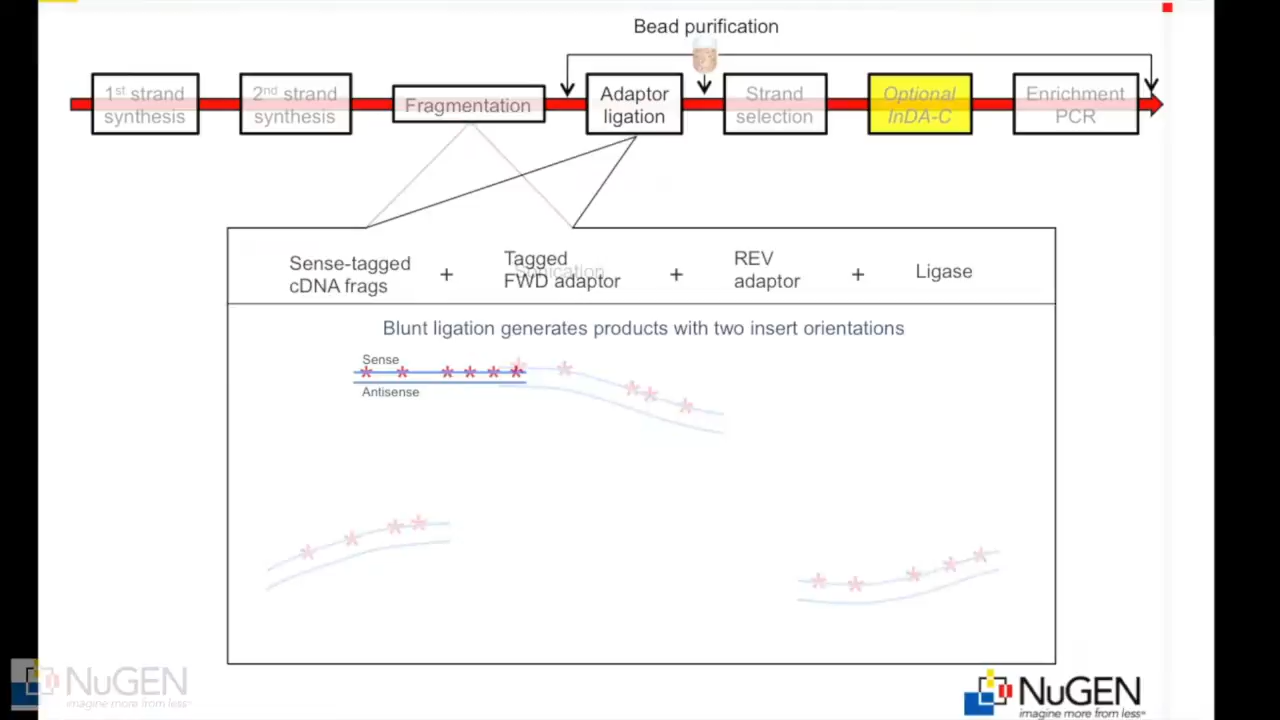 Bead purification
1st strand
synthesis
2nd strand
synthesis
Fragmentation
Adaptor
ligation
Strand
selection
Optional
InDA-C
Enrichment
PCR
Sense-tagged
cDNA frags
+
Tagged
FWD adaptor
Sonication
+
REV
adaptor
+
Ligase
Blunt ligation generates products with two insert orientations
Sense
* * * * * * *
Antisense
NuGEN
imagine more from less
NuGEN
imagine more from less